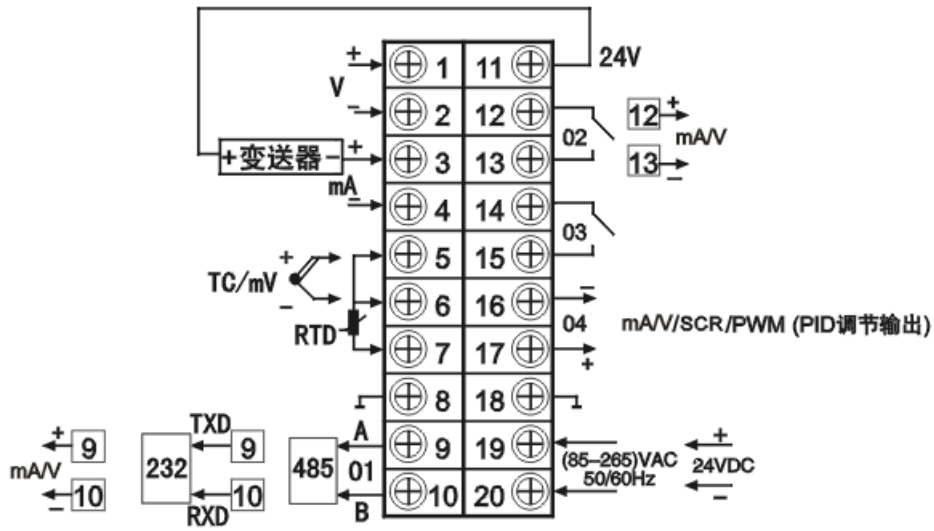 + 1 11 24V
V
− 2 12 12 + mA/V
02
+变送器− + 3 13 13 −
mA
− 4 14
03
+ 5 15
TC/mV
− 6 16 −
RTD 04 mA/V/SCR/PWM (PID调节输出)
7 17 +
8 18
+ 9 TXD 9 A 9 19 (85–265)VAC +
mA/V 232 485 01 50/60Hz 24VDC
− 10 RXD 10 B 10 20 −